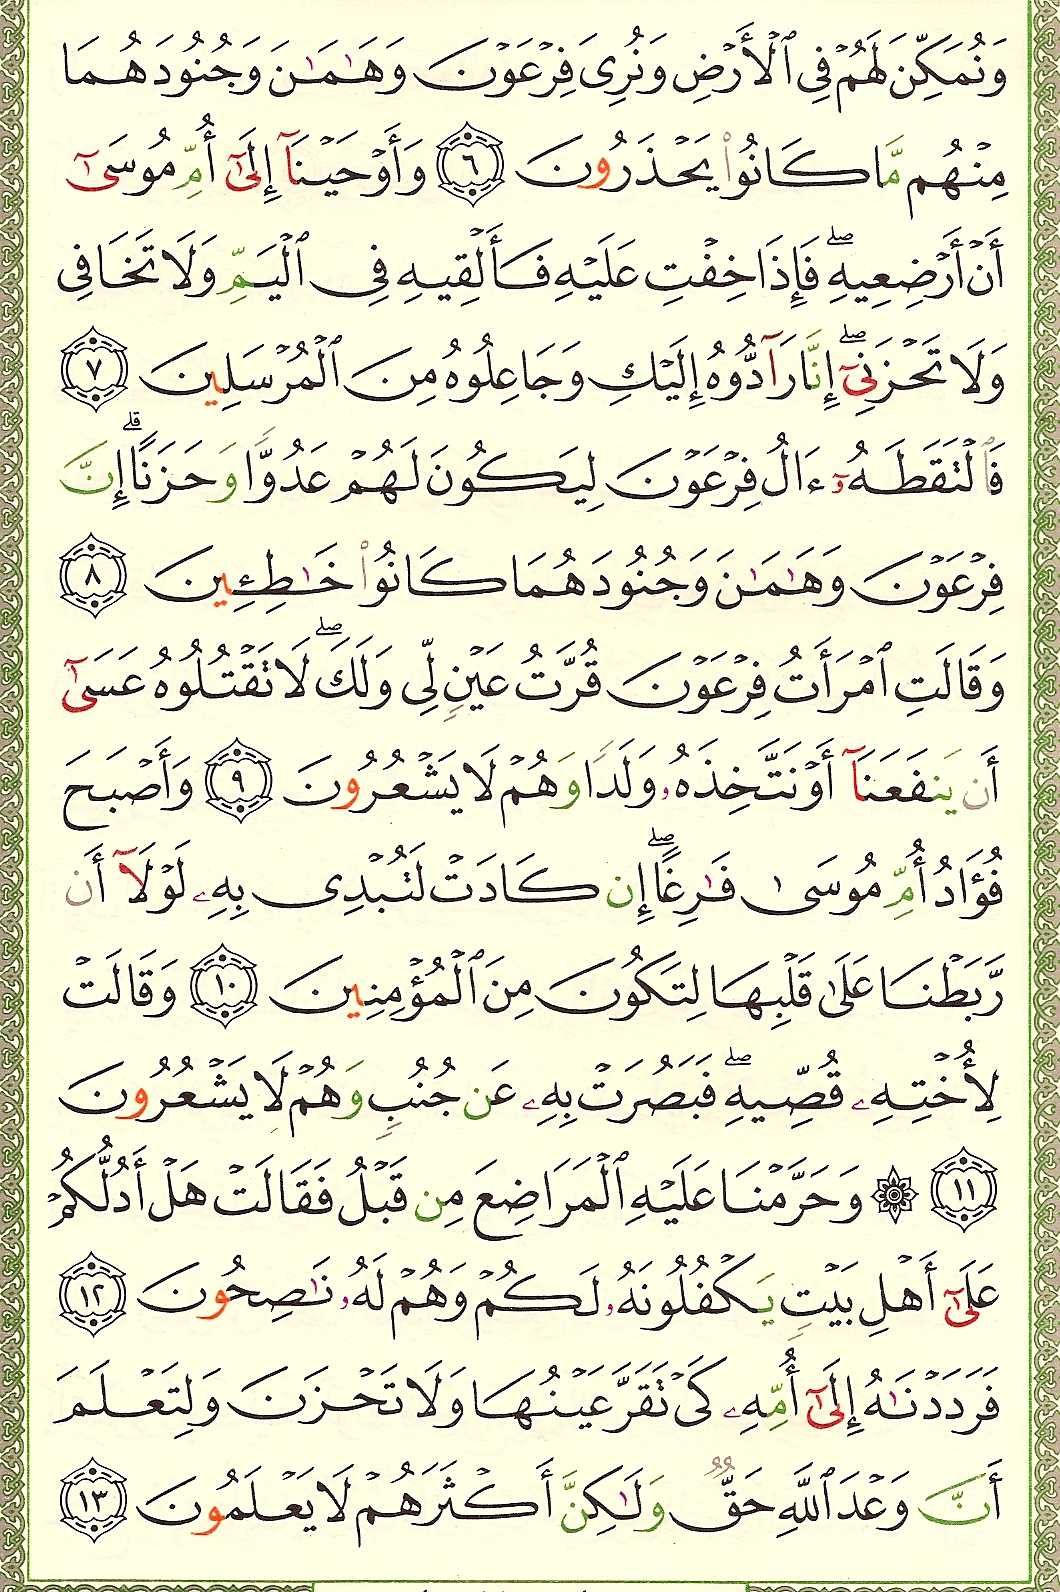 وَنُمَكِّنَ لَهُمْ فِي ٱلْأَرْضِ وَنُرِيَ فِرْعَوْنَ وَهَٰمَٰنَ وَجُنُودَهُمَا
مِنْهُم مَّا كَانُوا۟ يَحْذَرُونَ ٦ وَأَوْحَيْنَآ إِلَىٰٓ أُمِّ مُوسَىٰٓ
أَنْ أَرْضِعِيهِ ۖ فَإِذَا خِفْتِ عَلَيْهِ فَأَلْقِيهِ فِي ٱلْيَمِّ وَلَا تَخَافِي
وَلَا تَحْزَنِيٓ ۖ إِنَّا رَآدُّوهُ إِلَيْكِ وَجَاعِلُوهُ مِنَ ٱلْمُرْسَلِينَ ٧
فَٱلْتَقَطَهُۥٓ ءَالُ فِرْعَوْنَ لِيَكُونَ لَهُمْ عَدُوًّا وَحَزَنًا ۗ إِنَّ
فِرْعَوْنَ وَهَٰمَٰنَ وَجُنُودَهُمَا كَانُوا۟ خَٰطِـِٔينَ ٨
وَقَالَتِ ٱمْرَأَتُ فِرْعَوْنَ قُرَّتُ عَيْنٍ لِّي وَلَكَ ۖ لَا تَقْتُلُوهُ عَسَىٰٓ
أَن يَنفَعَنَآ أَوْ نَتَّخِذَهُۥ وَلَدًا وَهُمْ لَا يَشْعُرُونَ ٩ وَأَصْبَحَ
فُؤَادُ أُمِّ مُوسَىٰ فَٰرِغًا ۖ إِن كَادَتْ لَتُبْدِي بِهِۦ لَوْلَآ أَن
رَّبَطْنَا عَلَىٰ قَلْبِهَا لِتَكُونَ مِنَ ٱلْمُؤْمِنِينَ ١٠ وَقَالَتْ
لِأُخْتِهِۦ قُصِّيهِ ۖ فَبَصُرَتْ بِهِۦ عَن جُنُبٍ وَهُمْ لَا يَشْعُرُونَ
١١ ۞ وَحَرَّمْنَا عَلَيْهِ ٱلْمَرَاضِعَ مِن قَبْلُ فَقَالَتْ هَلْ أَدُلُّكُمْ
عَلَىٰٓ أَهْلِ بَيْتٍ يَكْفُلُونَهُۥ لَكُمْ وَهُمْ لَهُۥ نَٰصِحُونَ ١٢
فَرَدَدْنَٰهُ إِلَىٰٓ أُمِّهِۦ كَيْ تَقَرَّ عَيْنُهَا وَلَا تَحْزَنَ وَلِتَعْلَمَ
أَنَّ وَعْدَ ٱللَّهِ حَقٌّ وَلَٰكِنَّ أَكْثَرَهُمْ لَا يَعْلَمُونَ ١٣